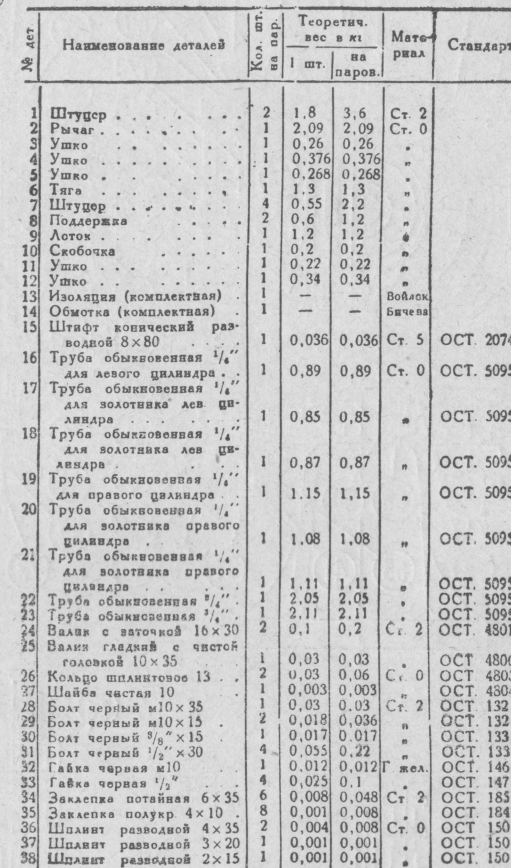 № дет
Наименование деталей
Кол. шт. на пар.
Теоретич. вес в кг
1 шт.
на паров.
Материал
Стандарт
1 Штуцер . . . . 2 1,8 3,6 Ст. 2
2 Рычаг . . . . 1 2,09 2,09 Ст. 0
3 Ушко . . . . 1 0,26 0,26 „
4 Ушко . . . . 1 0,376 0,376 „
5 Ушко . . . . 1 0,268 0,268 „
6 Тяга . . . . 1 1.3 1,3 „
7 Штуцер . . . . 4 0,55 2,2 „
8 Поддержка . . . . 2 0,6 1,2 „
9 Лоток . . . . 1 1,2 1,2 „
10 Скобочка . . . . 1 0,2 0,2 „
11 Ушко . . . . 1 0,22 0,22 „
12 Ушко . . . . 1 0,34 0,34 „
13 Изоляция (комплектная) 1 — — Войлок
14 Обмотка (комплектная) . 1 — — Бичева
15 Штифт конический раз-
водной 8×80 . . . . 1 0,036 0,036 Ст. 5 ОСТ. 2074
16 Труба обыкновенная 1/4″
для левого цилиндра . . 1 0,89 0,89 Ст. 0 ОСТ. 5095
17 Труба обыкновенная 1/4″
для золотника лев ци-
линдра . . . . 1 0,85 0,85 „ ОСТ. 5095
18 Труба обыкновенная 1/4″
для золотника лев ци-
линдра . . . . 1 0,87 0,87 „ ОСТ. 5095
19 Труба обыкновенная 1/4″
для правого цилиндра . . 1 1.15 1,15 „ ОСТ. 5095
20 Труба обыкновенная 1/4″
для золотника правого
цилиндра . . . . 1 1.08 1,08 „ ОСТ. 5095
21 Труба обыкновенная 1/4″
для золотника правого
цилиндра . . . . 1 1,11 1,11 „ ОСТ. 5095
22 Труба обыкновенная 3/4″ 1 2,05 2,05 „ ОСТ. 5095
23 Труба обыкновенная 3/4″ 1 2,11 2,11 „ ОСТ. 5095
24 Валик с заточкой 16×30 2 0,1 0,2 Ст. 2 ОСТ. 4801
25 Валик гладкий с чистой
головкой 10×35 . . . 1 0,03 0,03 „ ОСТ 4806
26 Кольцо шплинтовое 13 . . 2 0,03 0,06 Ст. 0 ОСТ.
27 Шайба чистая 10 1 0,003 0,003 „ ОСТ.
28 Болт черный м10×35 1 0,03 0.03 Ст. 2 ОСТ. 132
29 Болт черный м10×15 . 2 0,018 0,036 „ ОСТ. 132
30 Болт черный 3/8″×15 1 0,017 0.017 „ ОСТ. 133
31 Болт черный 1/2″×30 4 0,055 0,22 „ ОСТ. 133
32 Гайка черная м10 1 0.012 0,012 Г жел. ОСТ. 146
33 Гайка черная 1/2″ 4 0,025 0.1 „ ОСТ. 147
34 Заклепка потайная 6×35 6 0,008 0,048 Ст 2 ОСТ. 185
35 Заклепка полукр. 4×10 8 0,001 0,008 „ ОСТ. 184
36 Шплинт разводной 4×35 2 0,004 0,008 Ст. 0 ОСТ. 150
37 Шплинт разводной 3×20 1 0,001 0,001 „ ОСТ. 150
38 Шплинт разводной 2×15 1 0,001 0,001 „ ОСТ. 150